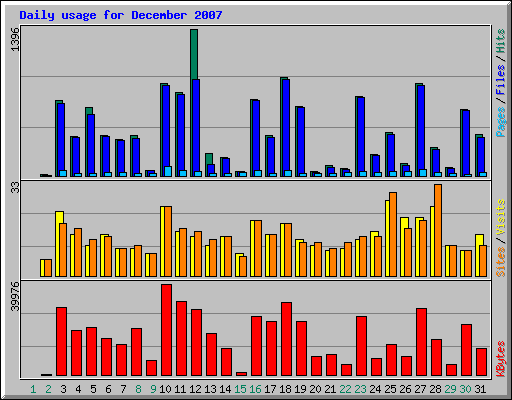 Daily usage for December 2007
1396
33
39976
Pages / Files / Hits
Sites / Visits
KBytes
1 2 3 4 5 6 7 8 9 10 11 12 13 14 15 16 17 18 19 20 21 22 23 24 25 26 27 28 29 30 31